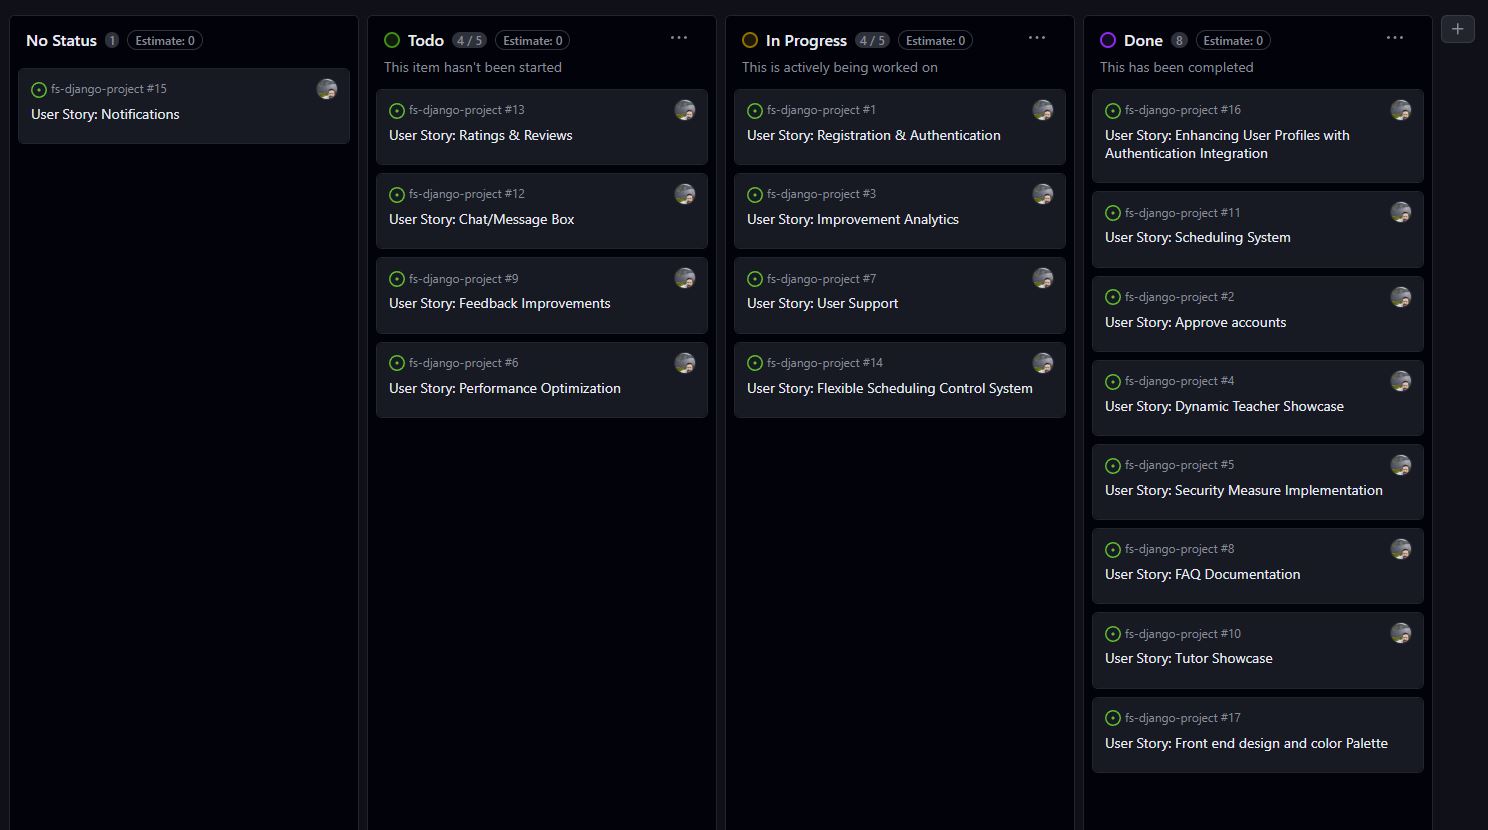 No Status 1 Estimate: 0
fs-django-project #15
User Story: Notifications
Todo 4 / 5 Estimate: 0
This item hasn't been started
fs-django-project #13
User Story: Ratings & Reviews
fs-django-project #12
User Story: Chat/Message Box
fs-django-project #9
User Story: Feedback Improvements
fs-django-project #6
User Story: Performance Optimization
In Progress 4 / 5 Estimate: 0
This is actively being worked on
fs-django-project #1
User Story: Registration & Authentication
fs-django-project #3
User Story: Improvement Analytics
fs-django-project #7
User Story: User Support
fs-django-project #14
User Story: Flexible Scheduling Control System
Done 8 Estimate: 0
This has been completed
fs-django-project #16
User Story: Enhancing User Profiles with
Authentication Integration
fs-django-project #11
User Story: Scheduling System
fs-django-project #2
User Story: Approve accounts
fs-django-project #4
User Story: Dynamic Teacher Showcase
fs-django-project #5
User Story: Security Measure Implementation
fs-django-project #8
User Story: FAQ Documentation
fs-django-project #10
User Story: Tutor Showcase
fs-django-project #17
User Story: Front end design and color Palette